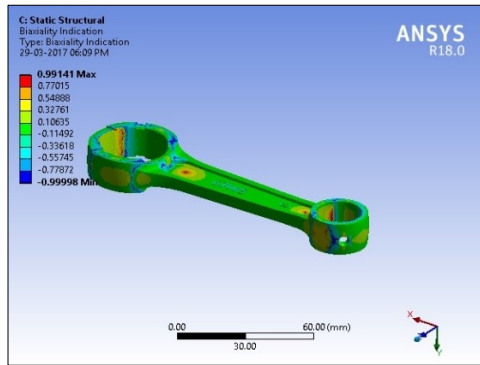 C: Static Structural
Biaxiality Indication
Type: Biaxiality Indication
29-03-2017 06:09 PM
ANSYS
R18.0
0.99141 Max
0.77015
0.54888
0.32761
0.10635
-0.11492
-0.33618
-0.55745
-0.77872
-0.99998 Min
0.00
60.00 (mm)
30.00
X
Y